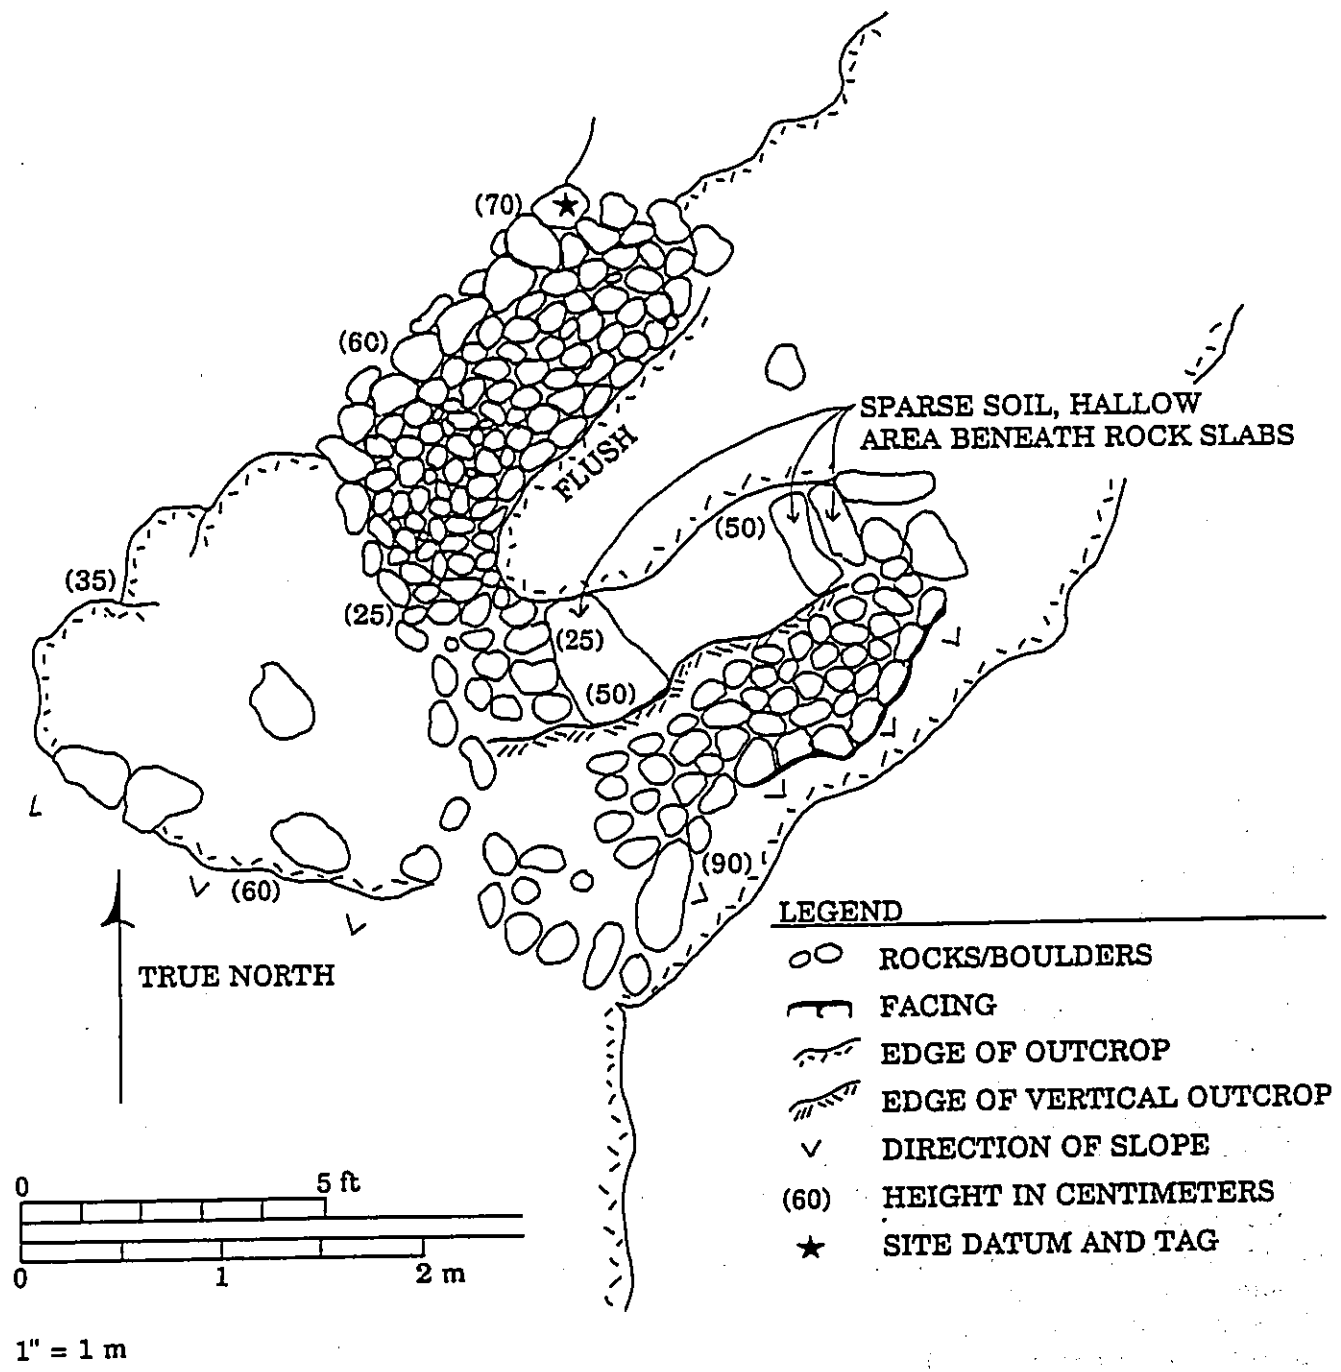 (70)
(60)
SPARSE SOIL, HALLOW
AREA BENEATH ROCK SLABS
FLUSH
(50)
(35)
(25)
(25)
(50)
(90)
(60)
TRUE NORTH
LEGEND
ROCKS/BOULDERS
FACING
EDGE OF OUTCROP
EDGE OF VERTICAL OUTCROP
DIRECTION OF SLOPE
(60) HEIGHT IN CENTIMETERS
★ SITE DATUM AND TAG
0 5 ft
0 1 2 m
1" = 1 m